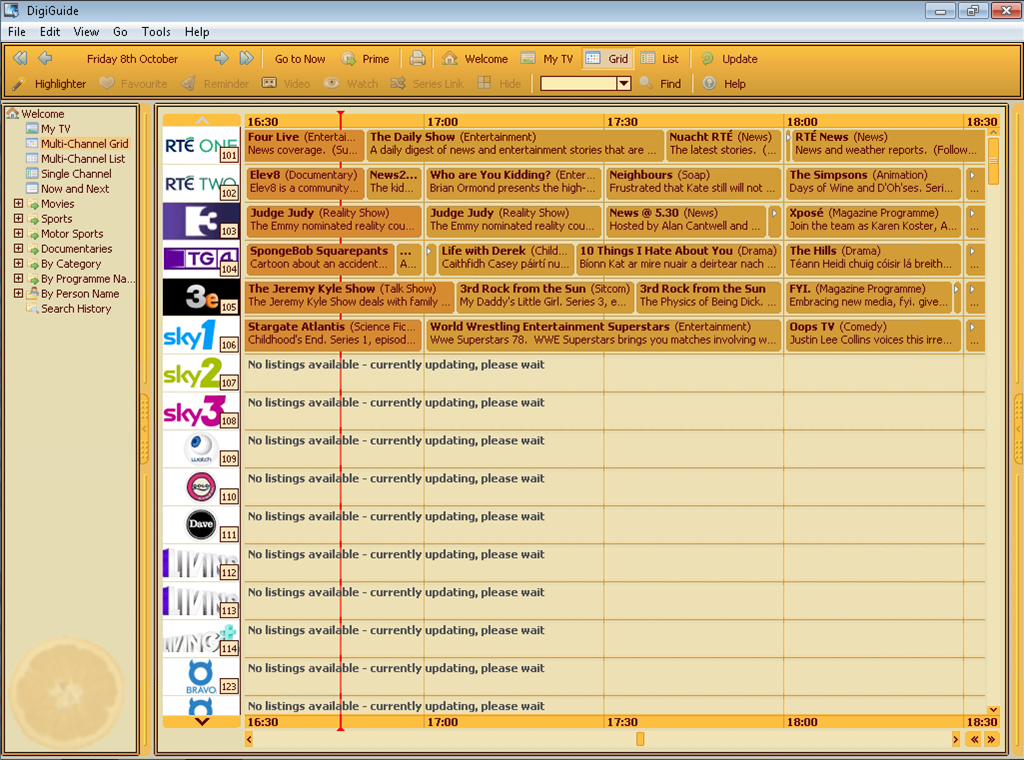 DigiGuide
File Edit View Go Tools Help
Friday 8th October Go to Now Prime Welcome My TV Grid List Update
Highlighter Favourite Reminder Video Watch Series Link Hide Find Help
Welcome
My TV
Multi-Channel Grid
Multi-Channel List
Single Channel
Now and Next
Movies
Sports
Motor Sports
Documentaries
By Category
By Programme Na...
By Person Name
Search History
16:30 17:00 17:30 18:00 18:30
RTÉ ONE 101
Four Live (Entertai... The Daily Show (Entertainment) Nuacht RTÉ (News) RTÉ News (News)
News coverage. (Su... A daily digest of news and entertainment stories that are ... The latest stories. (... News and weather reports. (Follow...
RTÉ TWO 102
Elev8 (Documentary) News2... Who are You Kidding? (Enter... Neighbours (Soap) The Simpsons (Animation)
Elev8 is a community... The kid... Brian Ormond presents the high-... Frustrated that Kate still will not ... Days of Wine and D'Oh'ses. Seri... ...
3 103
Judge Judy (Reality Show) Judge Judy (Reality Show) News @ 5.30 (News) Xposé (Magazine Programme)
The Emmy nominated reality cou... The Emmy nominated reality cou... Hosted by Alan Cantwell and ... Join the team as Karen Koster, A... ...
TG4 104
SpongeBob Squarepants ... Life with Derek (Child... 10 Things I Hate About You (Drama) The Hills (Drama)
Cartoon about an accident... A... Caithfidh Casey páirtí nu... Bíonn Kat ar mire nuair a deirtear nach ... Téann Heidi chuig cóisir lá breith... ...
3e 105
The Jeremy Kyle Show (Talk Show) 3rd Rock from the Sun (Sitcom) 3rd Rock from the Sun FYI. (Magazine Programme)
The Jeremy Kyle Show deals with family ... My Daddy's Little Girl. Series 3, e... The Physics of Being Dick. ... Embracing new media, fyi. give... ...
sky1 106
Stargate Atlantis (Science Fic... World Wrestling Entertainment Superstars (Entertainment) Oops TV (Comedy)
Childhood's End. Series 1, episod... Wwe Superstars 78. WWE Superstars brings you matches involving w... Justin Lee Collins voices this irre... ...
sky2 107 No listings available - currently updating, please wait
sky3 108 No listings available - currently updating, please wait
watch 109 No listings available - currently updating, please wait
110 No listings available - currently updating, please wait
Dave 111 No listings available - currently updating, please wait
LIVING 112 No listings available - currently updating, please wait
LIVING 113 No listings available - currently updating, please wait
LIVING+ 114 No listings available - currently updating, please wait
BRAVO 123 No listings available - currently updating, please wait
No listings available - currently updating, please wait
16:30 17:00 17:30 18:00 18:30